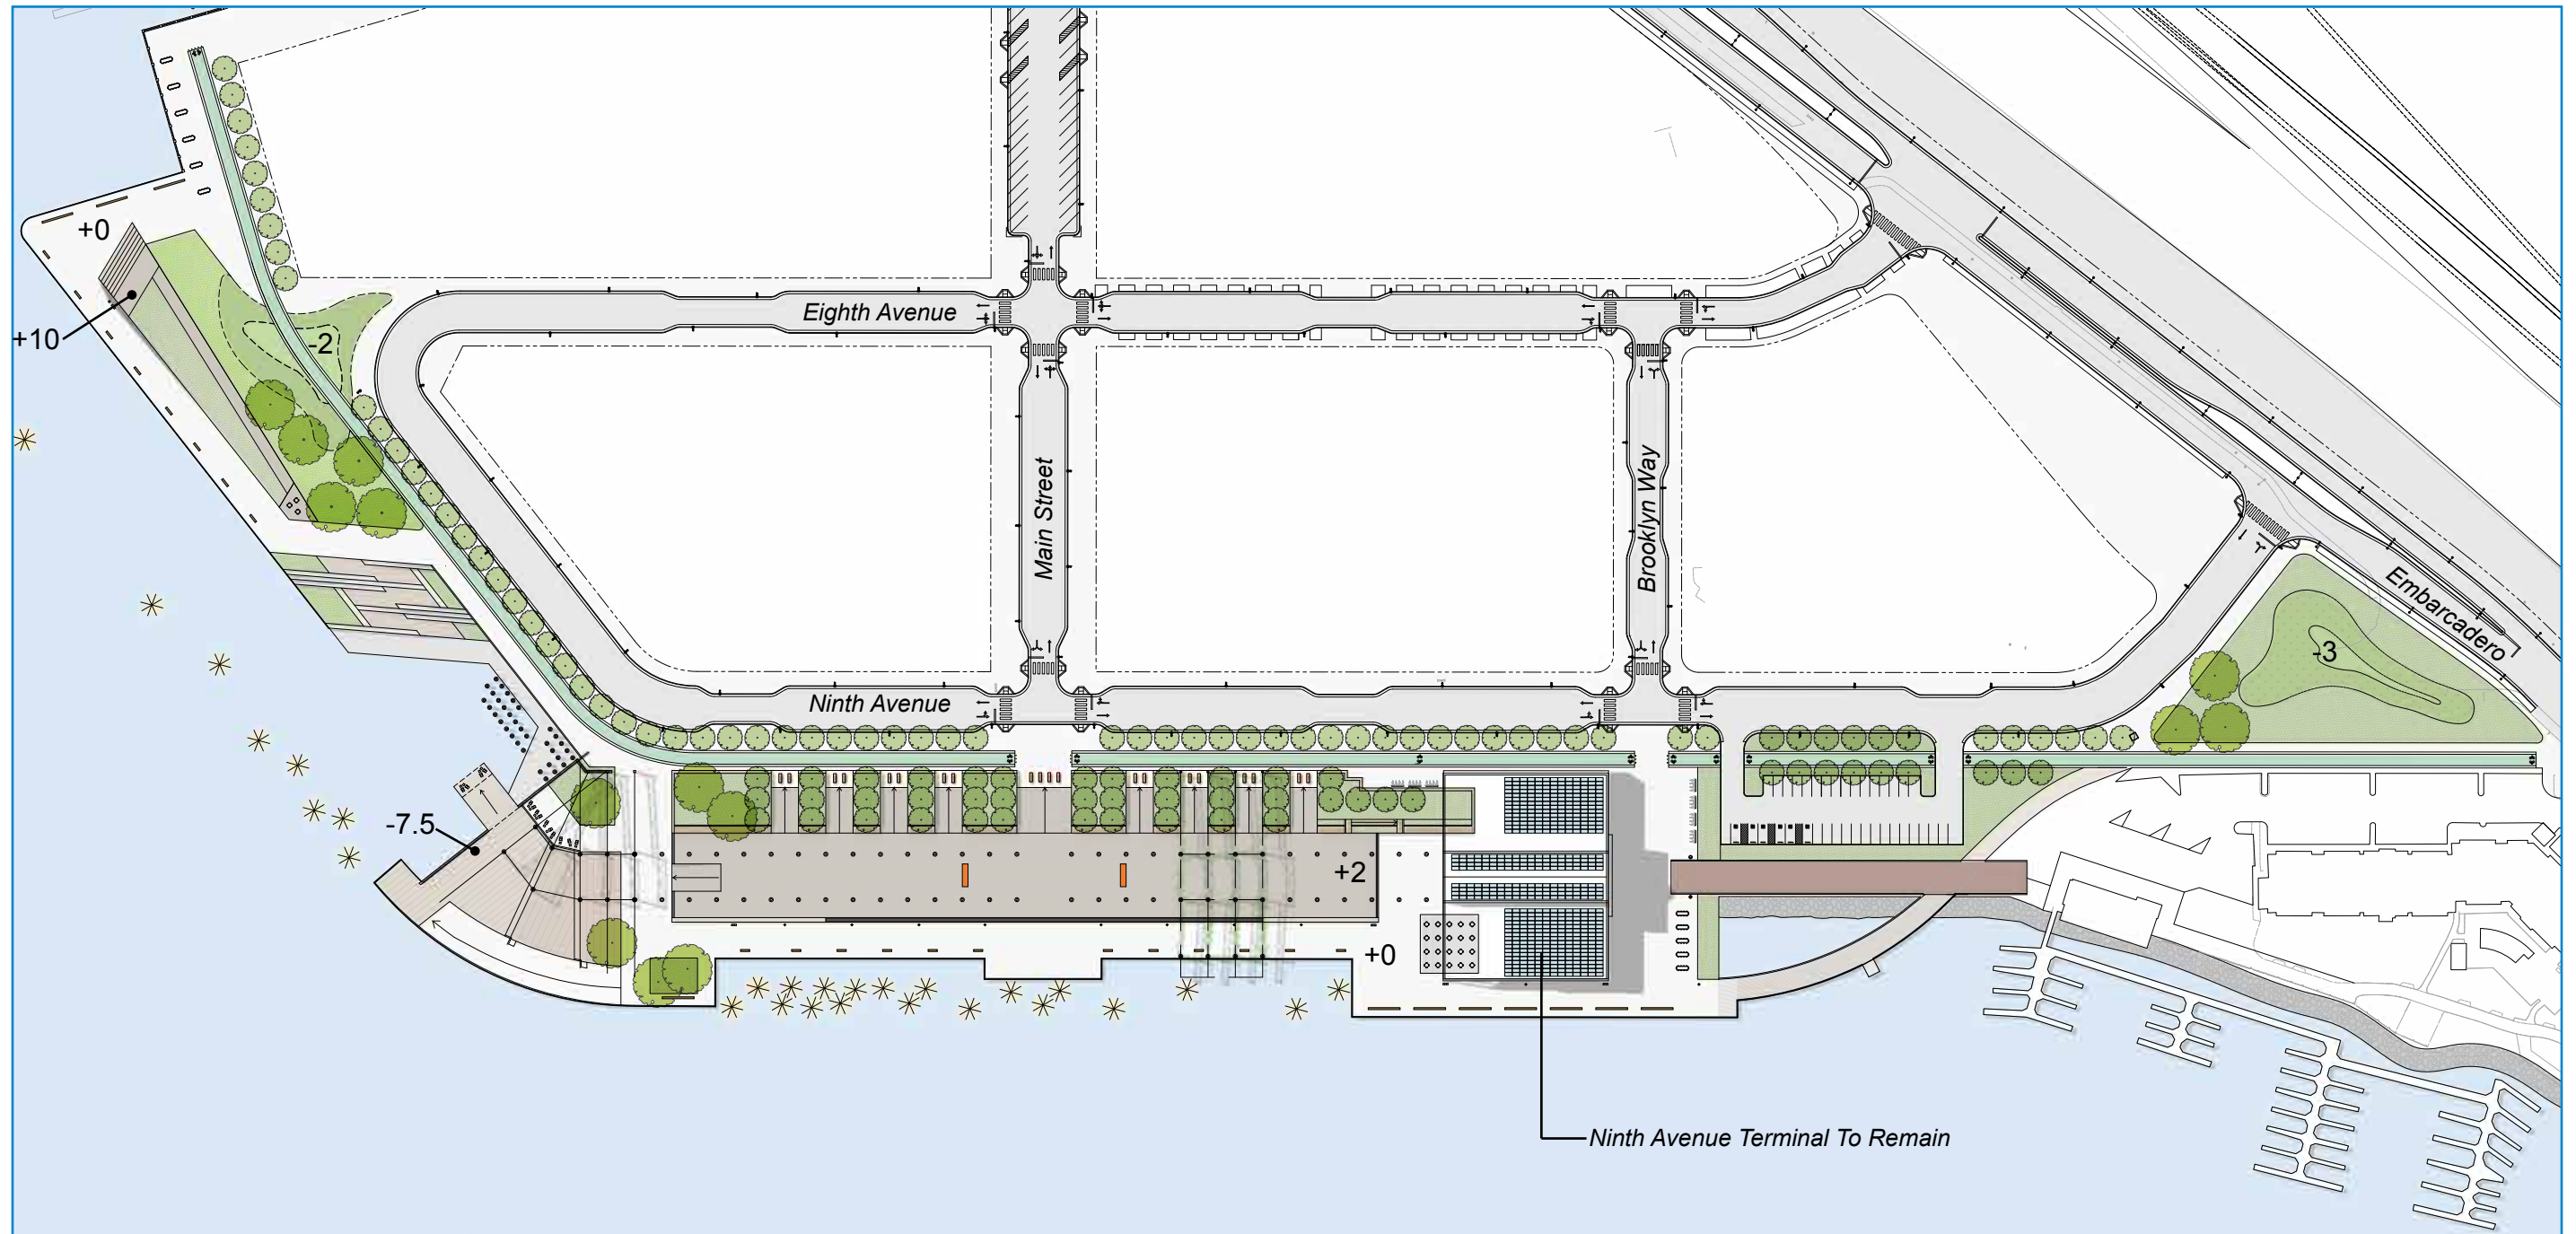 +0
+10
-2
Eighth Avenue
Main Street
Brooklyn Way
Embarcadero
-3
Ninth Avenue
-7.5
+2
+0
Ninth Avenue Terminal To Remain